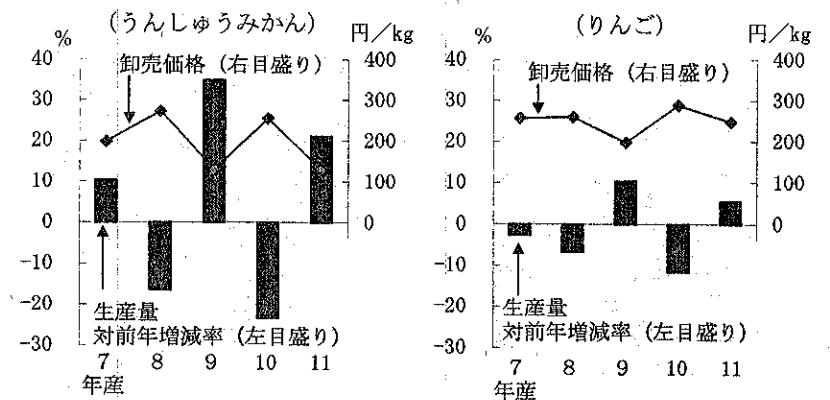 (うんしゅうみかん)
% 円/kg
40 400
卸売価格(右目盛り)
30 300
20 200
10 100
0 0
-10
-20
生産量
対前年増減率(左目盛り)
-30
7 8 9 10 11
年産
(りんご)
% 円/kg
40 400
卸売価格(右目盛り)
30 300
20 200
10 100
0 0
-10
-20
生産量
対前年増減率(左目盛り)
-30
7 8 9 10 11
年産